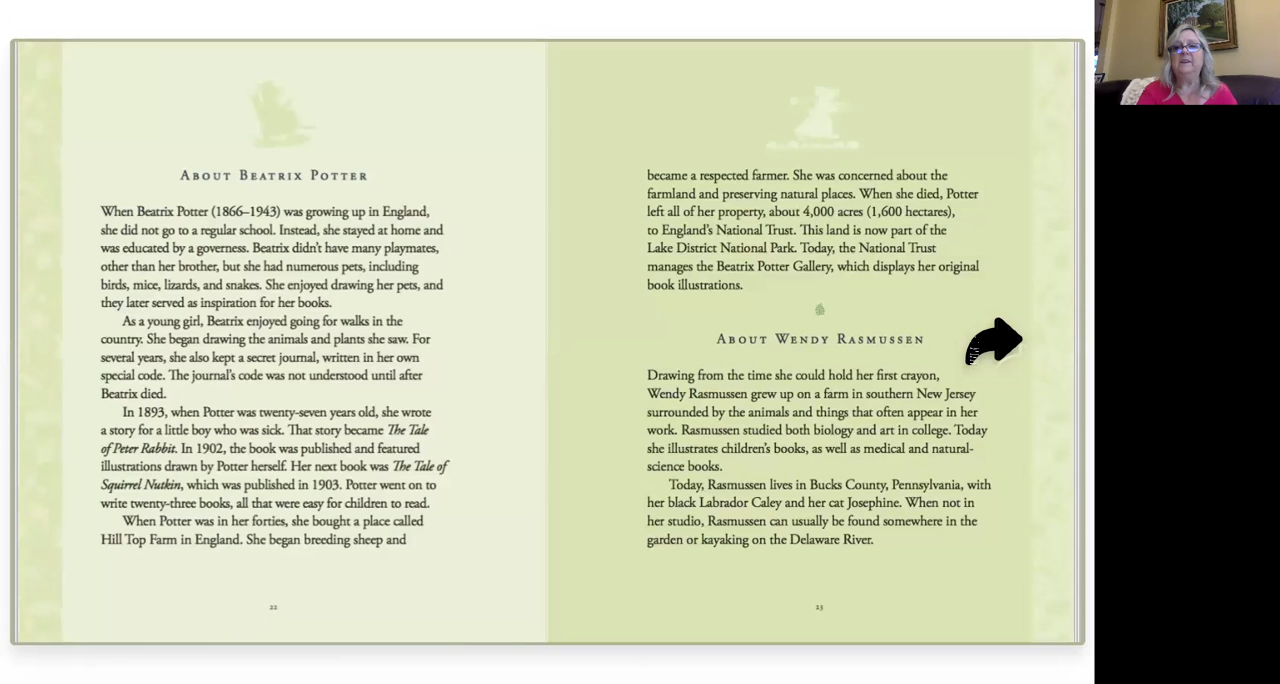 About Beatrix Potter
When Beatrix Potter (1866–1943) was growing up in England,
she did not go to a regular school. Instead, she stayed at home and
was educated by a governess. Beatrix didn't have many playmates,
other than her brother, but she had numerous pets, including
birds, mice, lizards, and snakes. She enjoyed drawing her pets, and
they later served as inspiration for her books.
As a young girl, Beatrix enjoyed going for walks in the
country. She began drawing the animals and plants she saw. For
several years, she also kept a secret journal, written in her own
special code. The journal's code was not understood until after
Beatrix died.
In 1893, when Potter was twenty-seven years old, she wrote
a story for a little boy who was sick. That story became The Tale
of Peter Rabbit. In 1902, the book was published and featured
illustrations drawn by Potter herself. Her next book was The Tale of
Squirrel Nutkin, which was published in 1903. Potter went on to
write twenty-three books, all that were easy for children to read.
When Potter was in her forties, she bought a place called
Hill Top Farm in England. She began breeding sheep and
22
became a respected farmer. She was concerned about the
farmland and preserving natural places. When she died, Potter
left all of her property, about 4,000 acres (1,600 hectares),
to England's National Trust. This land is now part of the
Lake District National Park. Today, the National Trust
manages the Beatrix Potter Gallery, which displays her original
book illustrations.
About Wendy Rasmussen
Drawing from the time she could hold her first crayon,
Wendy Rasmussen grew up on a farm in southern New Jersey
surrounded by the animals and things that often appear in her
work. Rasmussen studied both biology and art in college. Today
she illustrates children's books, as well as medical and natural-
science books.
Today, Rasmussen lives in Bucks County, Pennsylvania, with
her black Labrador Caley and her cat Josephine. When not in
her studio, Rasmussen can usually be found somewhere in the
garden or kayaking on the Delaware River.
23